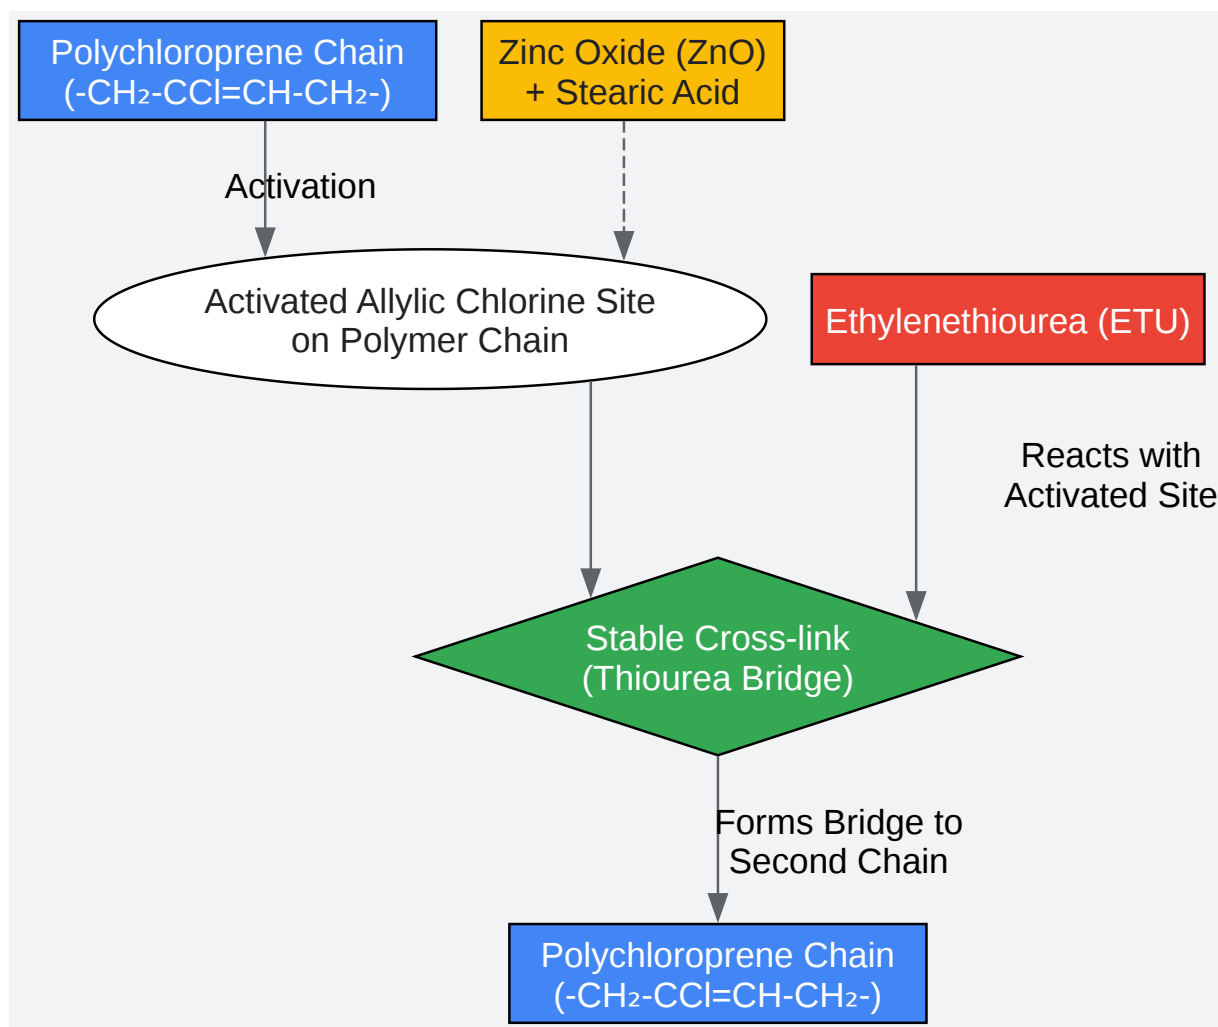 Polychloroprene Chain
(-CH₂-CCl=CH-CH₂-)
Zinc Oxide (ZnO)
+ Stearic Acid
Activation
Activated Allylic Chlorine Site
on Polymer Chain
Ethylenethiourea (ETU)
Reacts with
Activated Site
Stable Cross-link
(Thiourea Bridge)
Forms Bridge to
Second Chain
Polychloroprene Chain
(-CH₂-CCl=CH-CH₂-)